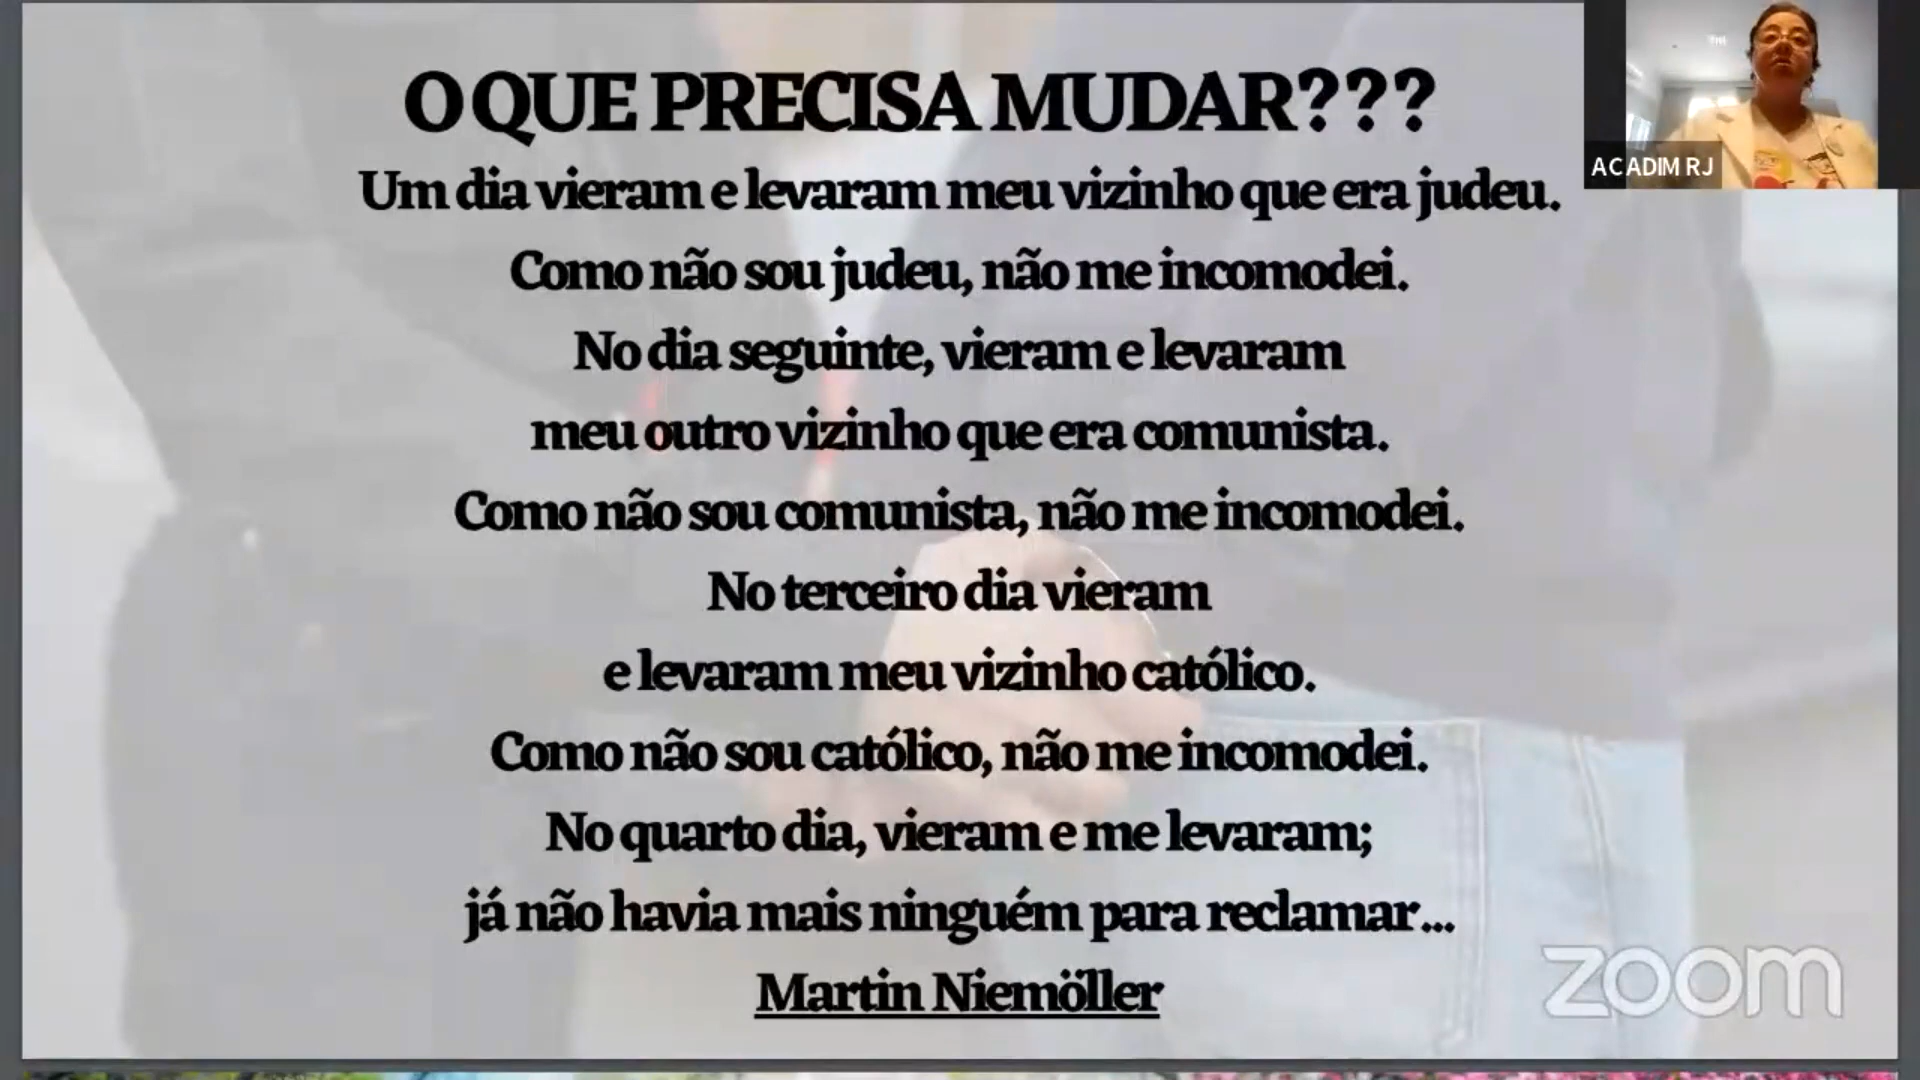 O QUE PRECISA MUDAR???
Um dia vieram e levaram meu vizinho que era judeu.
Como não sou judeu, não me incomodei.
No dia seguinte, vieram e levaram
meu outro vizinho que era comunista.
Como não sou comunista, não me incomodei.
No terceiro dia vieram
e levaram meu vizinho católico.
Como não sou católico, não me incomodei.
No quarto dia, vieram e me levaram;
já não havia mais ninguém para reclamar...
Martin Niemöller
ACADIM RJ
zoom